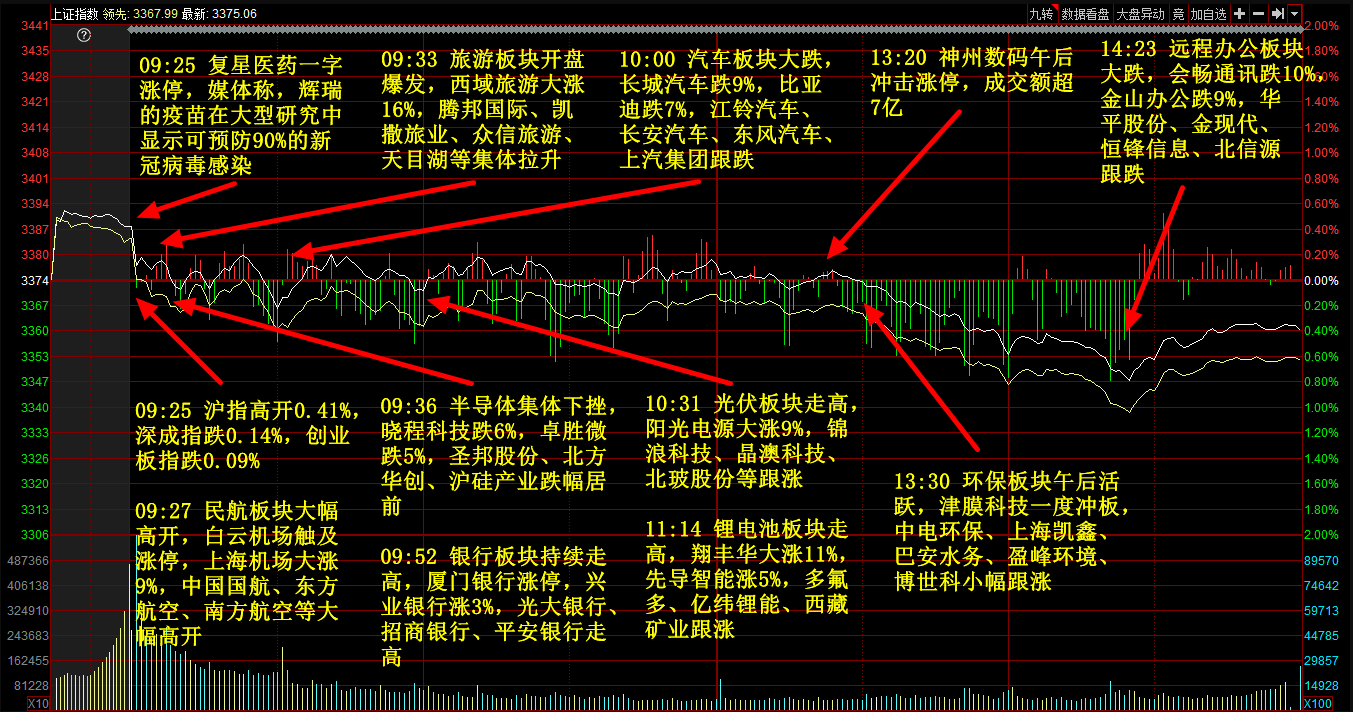 上证指数 领先: 3367.99 最新: 3375.06
九转 数据看盘 大盘异动 竞 加自选
3441
3435
3428
3421
3414
3408
3401
3394
3387
3380
3374
3367
3360
3353
3347
3340
3333
3326
3320
3313
3306
487366
406138
324910
243683
162455
81228
X10
09:25 复星医药一字
涨停，媒体称，辉瑞
的疫苗在大型研究中
显示可预防90%的新
冠病毒感染
09:33 旅游板块开盘
爆发，西域旅游大涨
16%，腾邦国际、凯
撒旅业、众信旅游、
天目湖等集体拉升
10:00 汽车板块大跌，
长城汽车跌9%，比亚
迪跌7%，江铃汽车、
长安汽车、东风汽车、
上汽集团跟跌
13:20 神州数码午后
冲击涨停，成交额超
7亿
14:23 远程办公板块
大跌，会畅通讯跌10%，
金山办公跌9%，华
平股份、金现代、
恒锋信息、北信源
跟跌
09:25 沪指高开0.41%，
深成指跌0.14%，创业
板指跌0.09%
09:27 民航板块大幅
高开，白云机场触及
涨停，上海机场大涨
9%，中国国航、东方
航空、南方航空等大
幅高开
09:36 半导体集体下挫，
晓程科技跌6%，卓胜微
跌5%，圣邦股份、北方
华创、沪硅产业跌幅居
前
09:52 银行板块持续走
高，厦门银行涨停，兴
业银行涨3%，光大银行、
招商银行、平安银行走
高
10:31 光伏板块走高，
阳光电源大涨9%，锦
浪科技、晶澳科技、
北玻股份等跟涨
11:14 锂电池板块走
高，翔丰华大涨11%，
先导智能涨5%，多氟
多、亿纬锂能、西藏
矿业跟涨
13:30 环保板块午后活
跃，津膜科技一度冲板，
中电环保、上海凯鑫、
巴安水务、盈峰环境、
博世科小幅跟涨
2.00%
1.80%
1.60%
1.40%
1.20%
1.00%
0.80%
0.60%
0.40%
0.20%
0.00%
0.20%
0.40%
0.60%
0.80%
1.00%
1.20%
1.40%
1.60%
1.80%
2.00%
89570
74642
59713
44785
29857
14928
X100